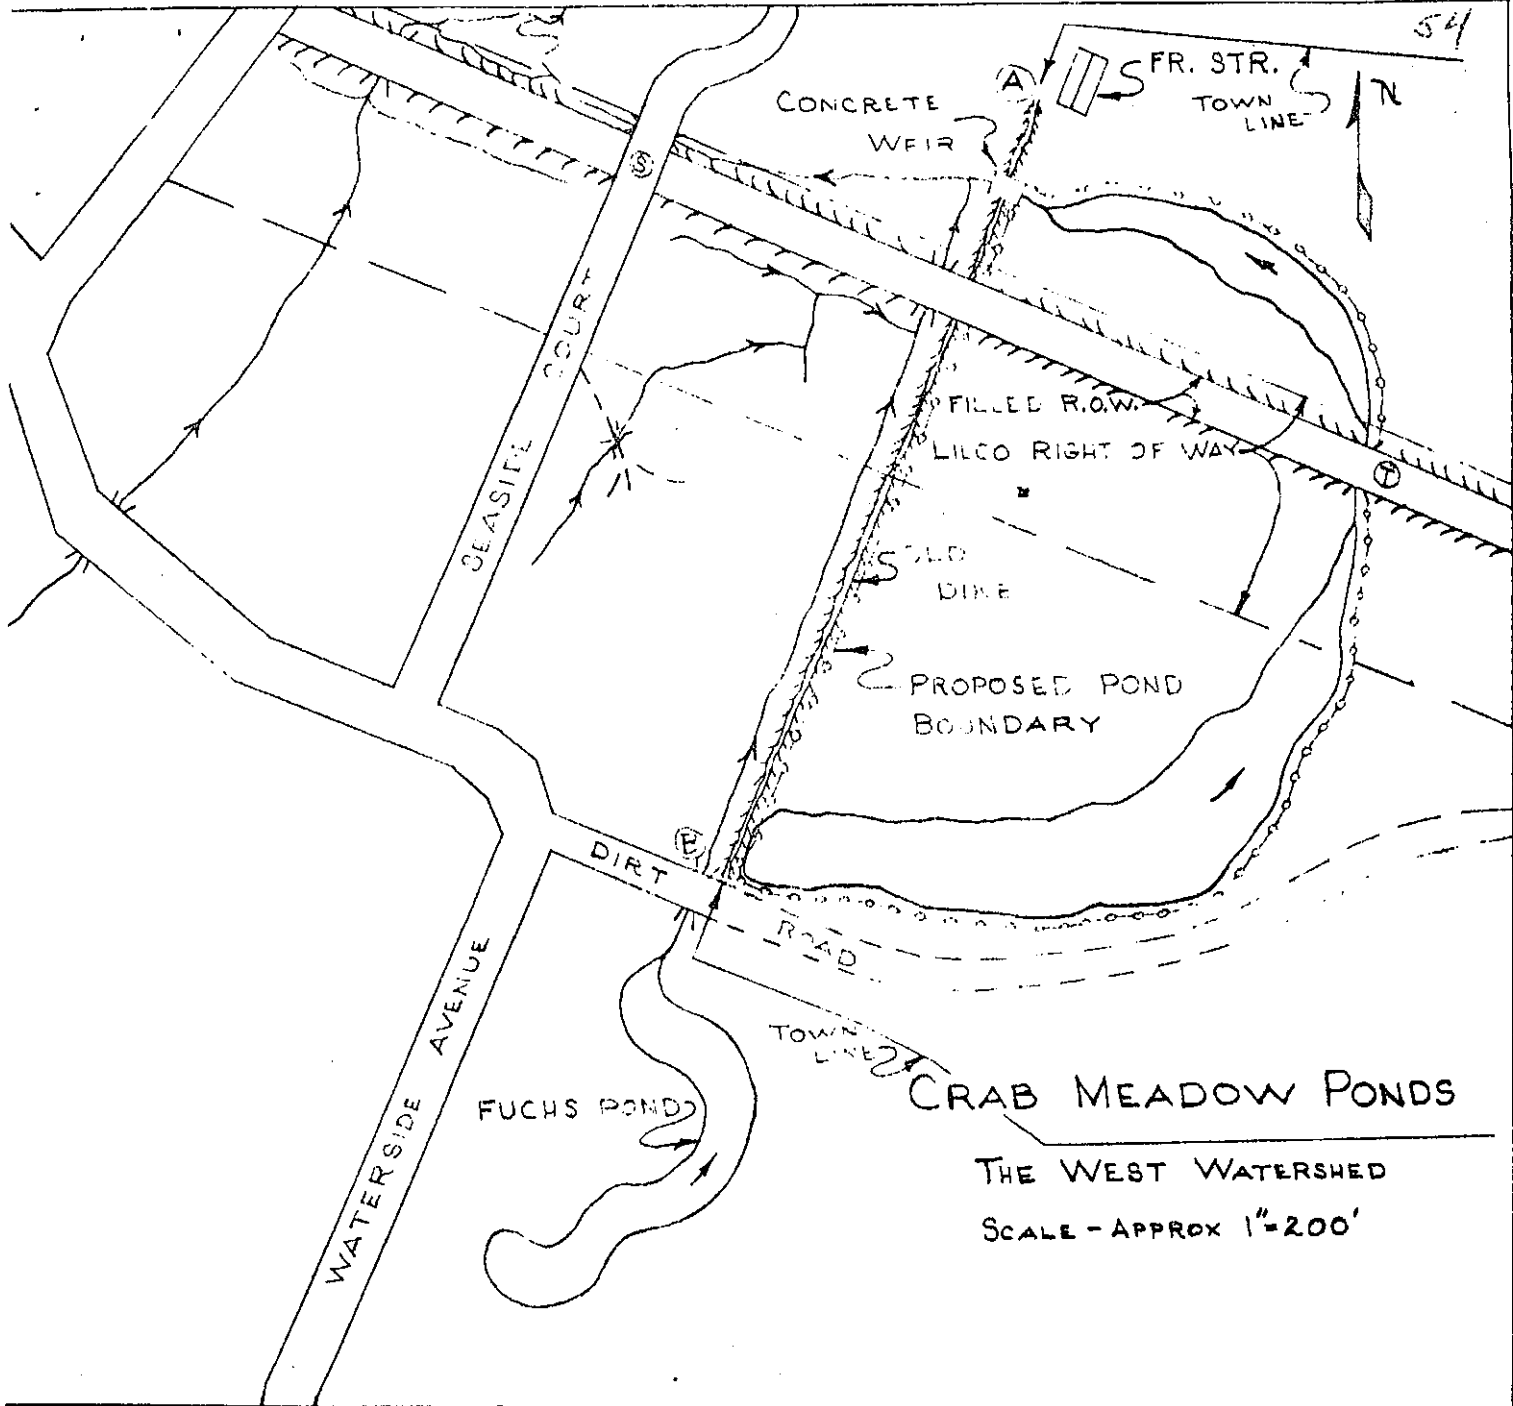 54
A
FR. STR.
TOWN
LINE
N
CONCRETE
WEIR
S
SEASIDE COURT
FILLED R.O.W.
LILCO RIGHT OF WAY
T
OLD
DIKE
PROPOSED POND
BOUNDARY
DIRT ROAD
TOWN
LINE
WATERSIDE AVENUE
FUCHS POND
CRAB MEADOW PONDS
THE WEST WATERSHED
SCALE - APPROX 1"=200'